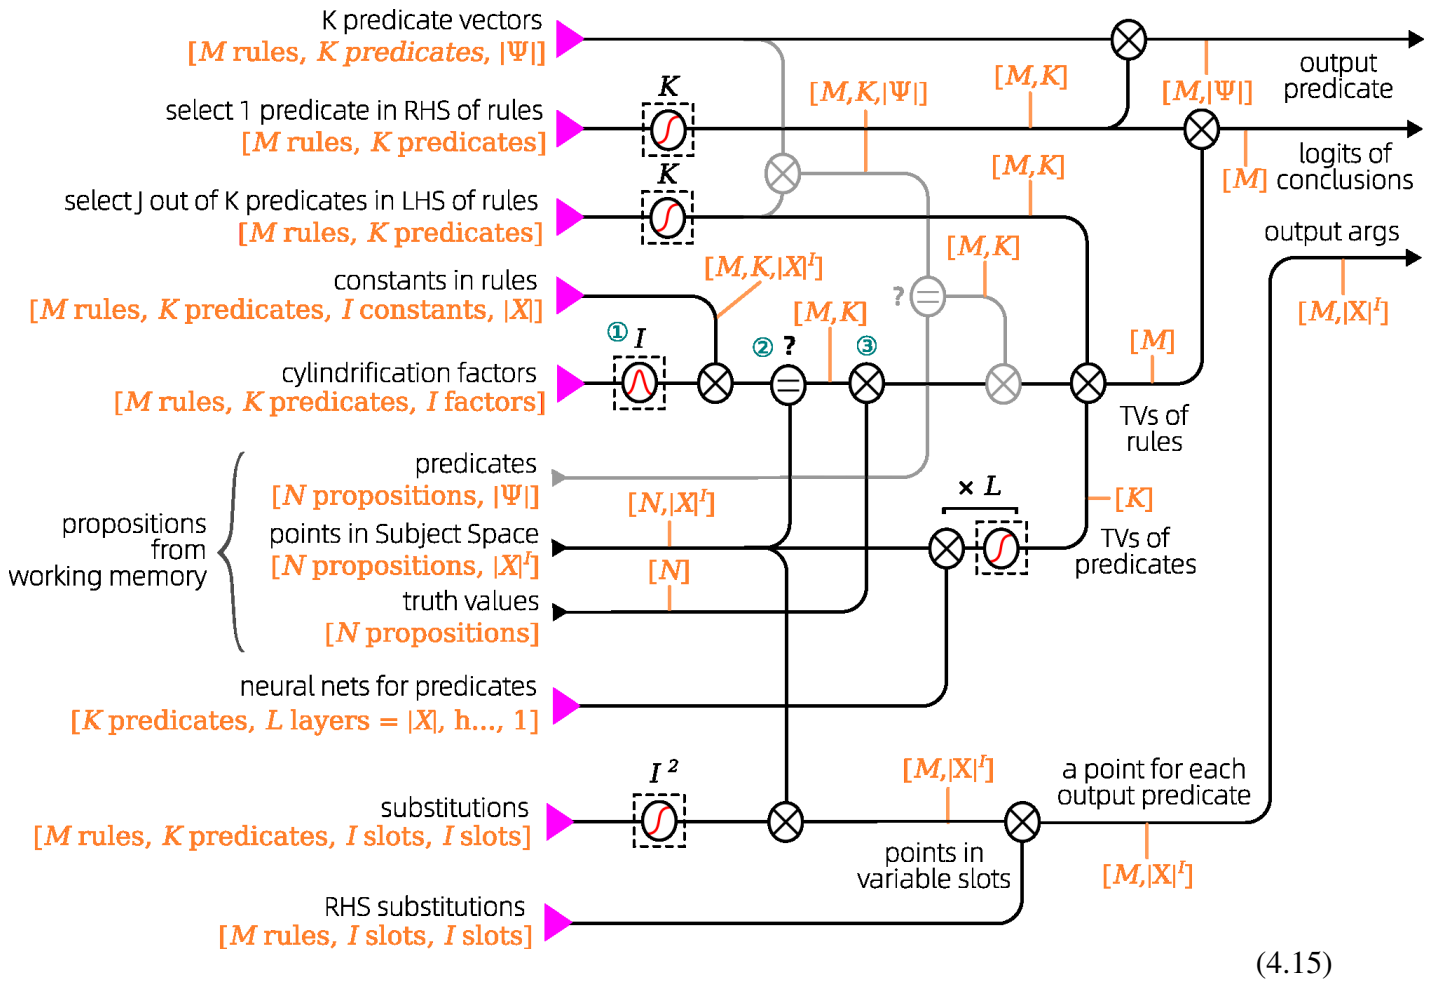 K predicate vectors
[M rules, K predicates, |Ψ|]
select 1 predicate in RHS of rules
[M rules, K predicates]
select J out of K predicates in LHS of rules
[M rules, K predicates]
constants in rules
[M rules, K predicates, I constants, |X|]
cylindrification factors
[M rules, K predicates, I factors]
propositions
from
working memory
predicates
[N propositions, |Ψ|]
points in Subject Space
[N propositions, |X|ᴵ]
truth values
[N propositions]
neural nets for predicates
[K predicates, L layers = |X|, h..., 1]
substitutions
[M rules, K predicates, I slots, I slots]
RHS substitutions
[M rules, I slots, I slots]
K
K
① I
② ?
③
?
[M,K,|Ψ|]
[M,K]
[M,K]
[M,K,|X|ᴵ]
[M,K]
[M,K]
[M,|Ψ|]
output
predicate
[M]
logits of
conclusions
output args
[M,|X|ᴵ]
[M]
TVs of
rules
[N,|X|ᴵ]
[N]
× L
[K]
TVs of
predicates
I ²
[M,|X|ᴵ]
points in
variable slots
a point for each
output predicate
[M,|X|ᴵ]
(4.15)